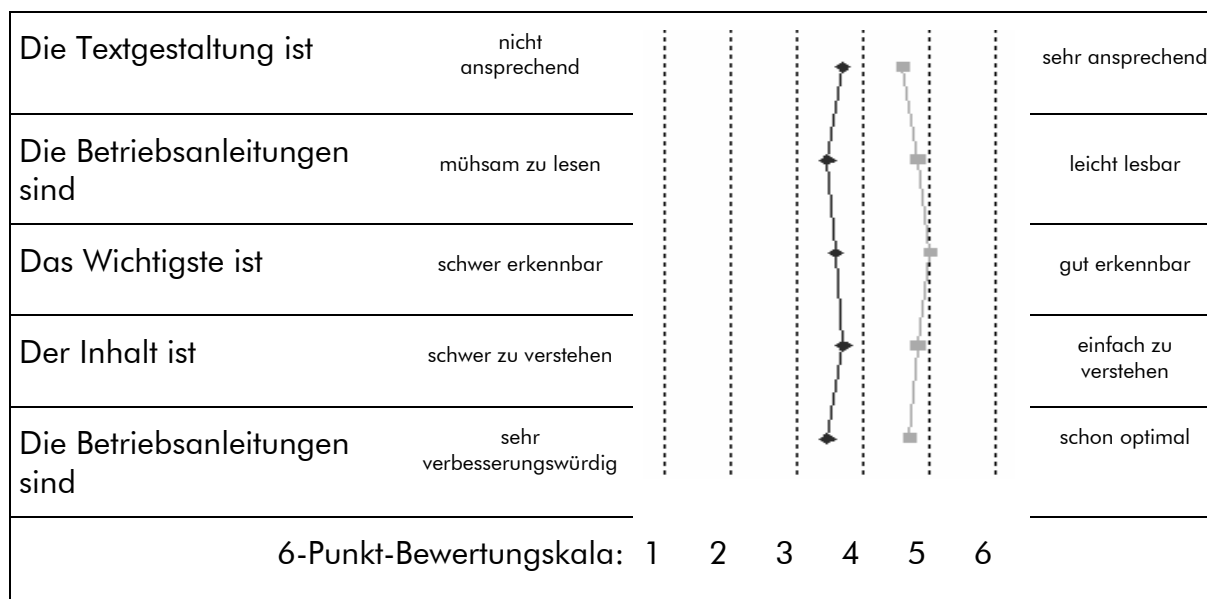 Die Textgestaltung ist
nicht
ansprechend
sehr ansprechend
Die Betriebsanleitungen
sind
mühsam zu lesen
leicht lesbar
Das Wichtigste ist
schwer erkennbar
gut erkennbar
Der Inhalt ist
schwer zu verstehen
einfach zu
verstehen
Die Betriebsanleitungen
sind
sehr
verbesserungswürdig
schon optimal
6-Punkt-Bewertungskala: 1 2 3 4 5 6